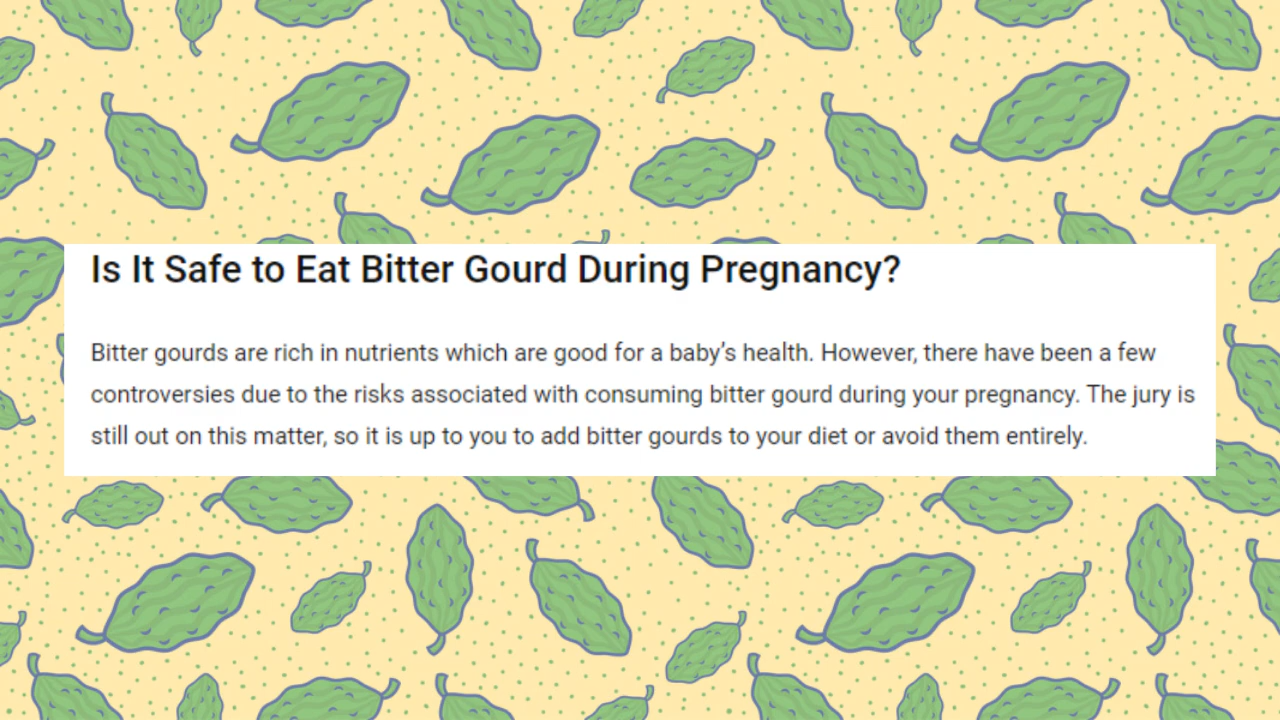 Is It Safe to Eat Bitter Gourd During Pregnancy?
Bitter gourds are rich in nutrients which are good for a baby’s health. However, there have been a few
controversies due to the risks associated with consuming bitter gourd during your pregnancy. The jury is
still out on this matter, so it is up to you to add bitter gourds to your diet or avoid them entirely.